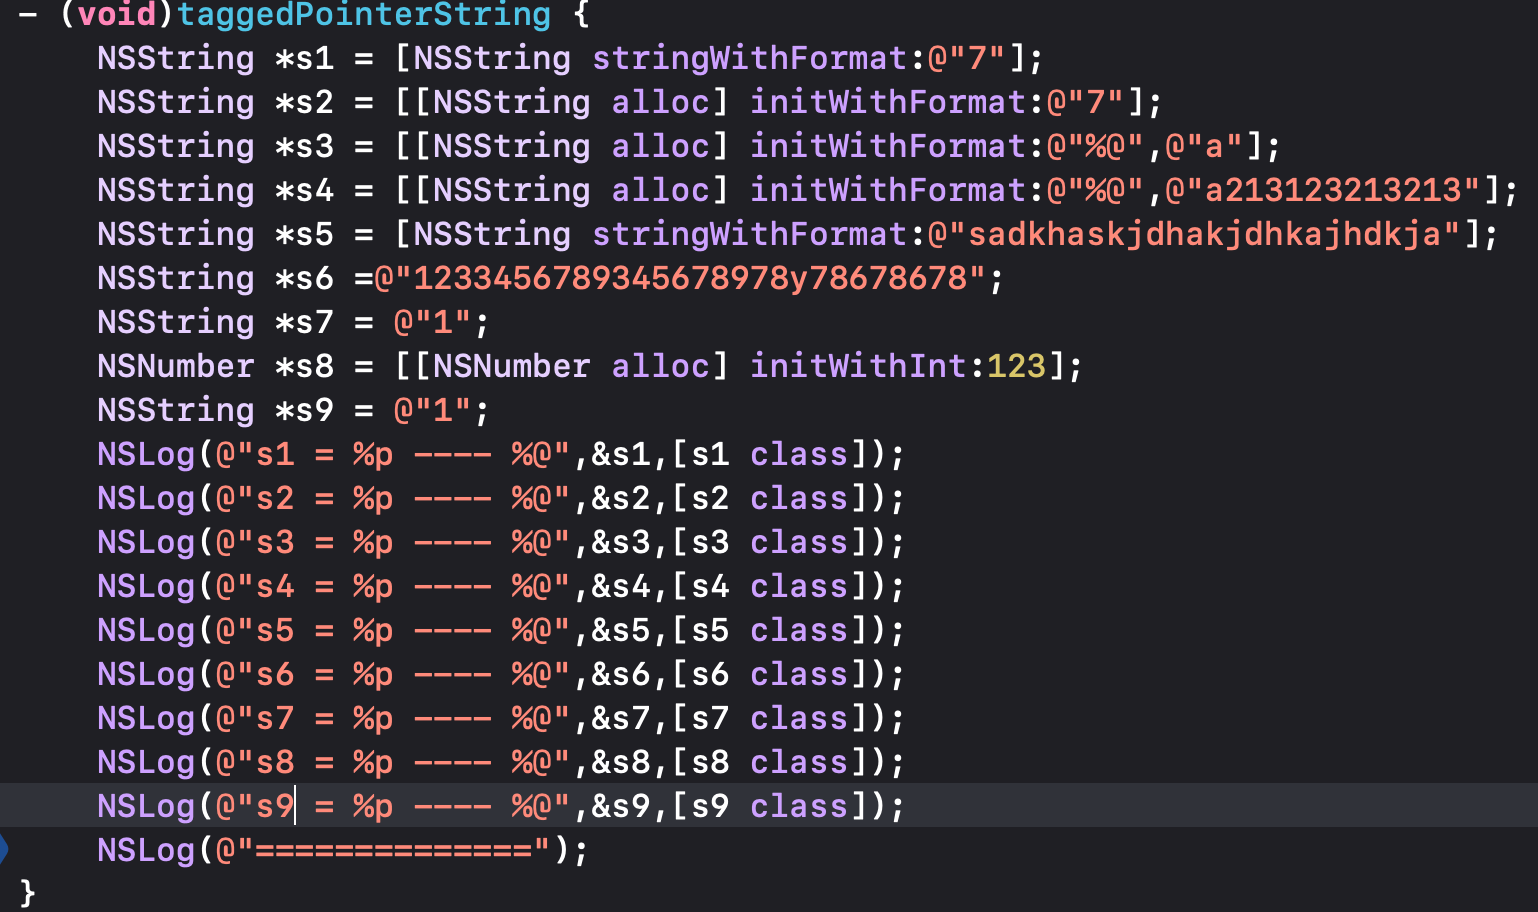 - (void)taggedPointerString {
    NSString *s1 = [NSString stringWithFormat:@"7"];
    NSString *s2 = [[NSString alloc] initWithFormat:@"7"];
    NSString *s3 = [[NSString alloc] initWithFormat:@"%@",@"a"];
    NSString *s4 = [[NSString alloc] initWithFormat:@"%@",@"a213123213213"];
    NSString *s5 = [NSString stringWithFormat:@"sadkhaskjdhakjdhkajhdkja"];
    NSString *s6 =@"1233456789345678978y78678678";
    NSString *s7 = @"1";
    NSNumber *s8 = [[NSNumber alloc] initWithInt:123];
    NSString *s9 = @"1";
    NSLog(@"s1 = %p ---- %@",&s1,[s1 class]);
    NSLog(@"s2 = %p ---- %@",&s2,[s2 class]);
    NSLog(@"s3 = %p ---- %@",&s3,[s3 class]);
    NSLog(@"s4 = %p ---- %@",&s4,[s4 class]);
    NSLog(@"s5 = %p ---- %@",&s5,[s5 class]);
    NSLog(@"s6 = %p ---- %@",&s6,[s6 class]);
    NSLog(@"s7 = %p ---- %@",&s7,[s7 class]);
    NSLog(@"s8 = %p ---- %@",&s8,[s8 class]);
    NSLog(@"s9 = %p ---- %@",&s9,[s9 class]);
    NSLog(@"==============");
}